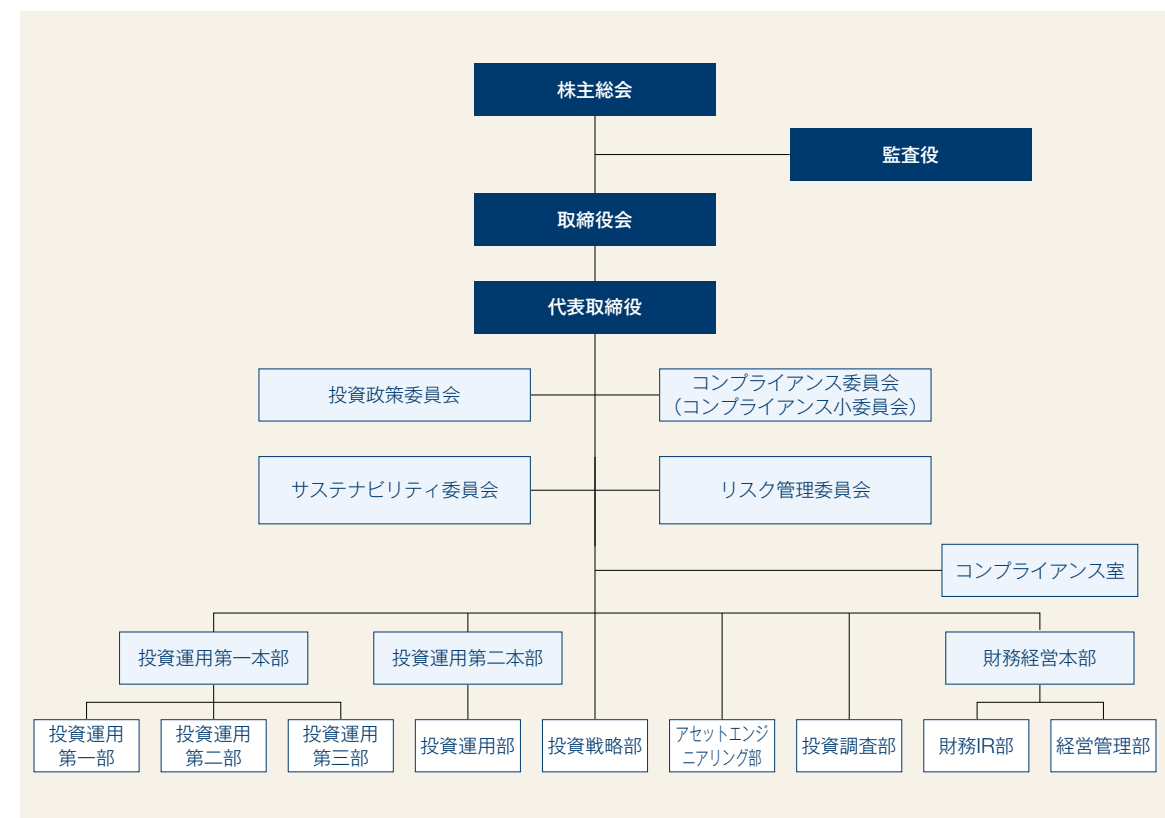 株主総会
監査役
取締役会
代表取締役
投資政策委員会
コンプライアンス委員会
（コンプライアンス小委員会）
サステナビリティ委員会
リスク管理委員会
コンプライアンス室
投資運用第一本部
投資運用第二本部
財務経営本部
投資運用
第一部
投資運用
第二部
投資運用
第三部
投資運用部
投資戦略部
アセットエンジ
ニアリング部
投資調査部
財務IR部
経営管理部